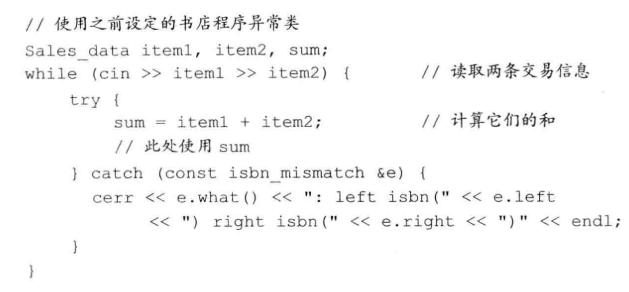 // 使用之前设定的书店程序异常类
Sales_data item1, item2, sum;
while (cin >> item1 >> item2) {        // 读取两条交易信息
    try {
        sum = item1 + item2;           // 计算它们的和
        // 此处使用 sum
    } catch (const isbn_mismatch &e) {
      cerr << e.what() << ": left isbn(" << e.left
           << ") right isbn(" << e.right << ")" << endl;
    }
}